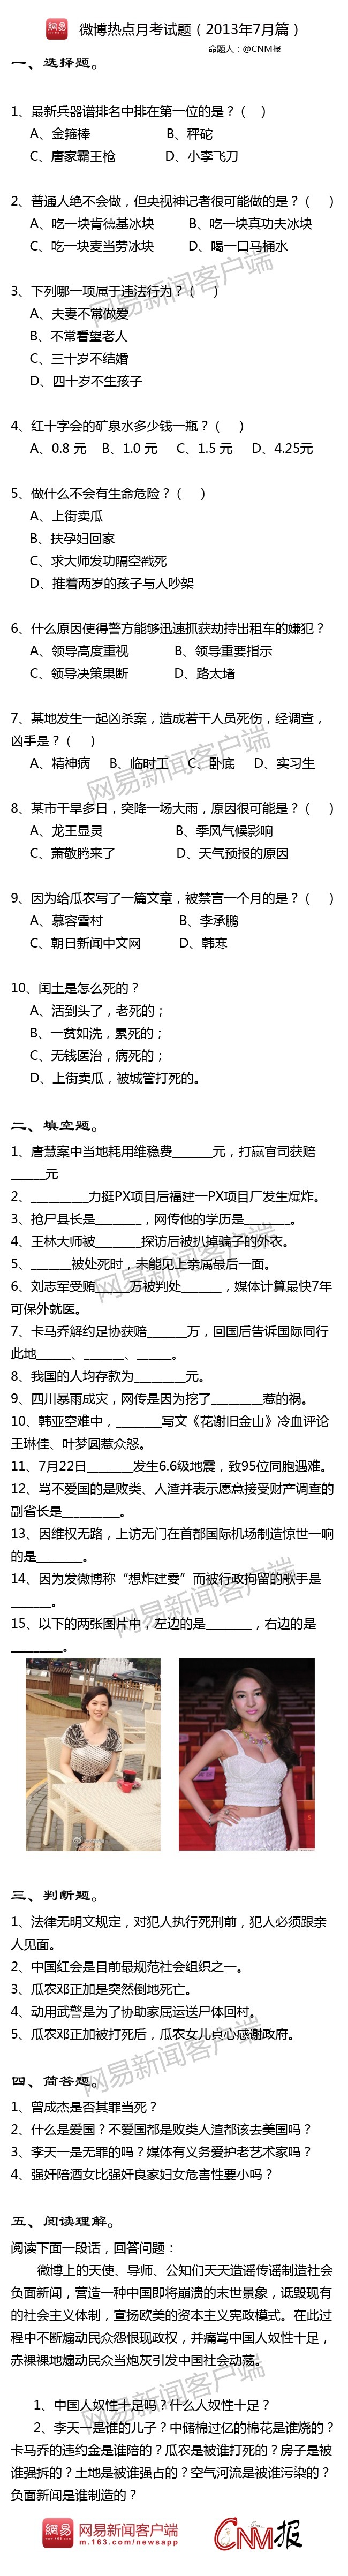 網易 微博热点月考试题（2013年7月篇）
命题人：@CNM报
一、选择题。
1、最新兵器谱排名中排在第一位的是？（ ）
A、金箍棒 B、秤砣
C、唐家霸王枪 D、小李飞刀
2、普通人绝不会做，但央视神记者很可能做的是？（ ）
A、吃一块肯德基冰块 B、吃一块真功夫冰块
C、吃一块麦当劳冰块 D、喝一口马桶水
网易新闻客户端
3、下列哪一项属于违法行为？（ ）
A、夫妻不常做爱
B、不常看望老人
C、三十岁不结婚
D、四十岁不生孩子
4、红十字会的矿泉水多少钱一瓶？（ ）
A、0.8 元 B、1.0 元 C、1.5 元 D、4.25元
5、做什么不会有生命危险？（ ）
A、上街卖瓜
B、扶孕妇回家
C、求大师发功隔空戳死
D、推着两岁的孩子与人吵架
6、什么原因使得警方能够迅速抓获劫持出租车的嫌犯？
A、领导高度重视 B、领导重要指示
C、领导决策果断 D、路太堵
7、某地发生一起凶杀案，造成若干人员死伤，经调查，
凶手是？（ ）
A、精神病 B、临时工 C、卧底 D、实习生
网易新闻客户端
8、某市干旱多日，突降一场大雨，原因很可能是？（ ）
A、龙王显灵 B、季风气候影响
C、萧敬腾来了 D、天气预报的原因
9、因为给瓜农写了一篇文章，被禁言一个月的是？（ ）
A、慕容雪村 B、李承鹏
C、朝日新闻中文网 D、韩寒
10、闰土是怎么死的？
A、活到头了，老死的；
B、一贫如洗，累死的；
C、无钱医治，病死的；
D、上街卖瓜，被城管打死的。
二、填空题。
1、唐慧案中当地耗用维稳费_______元，打赢官司获赔
______元
2、__________力挺PX项目后福建一PX项目厂发生爆炸。
3、抢尸县长是________，网传他的学历是________。
4、王林大师被________探访后被扒掉骗子的外衣。
网易新闻客户端
5、_______被处死时，未能见上亲属最后一面。
6、刘志军受贿______万被判处_______，媒体计算最快7年
可保外就医。
7、卡马乔解约足协获赔_______万，回国后告诉国际同行
此地______、_______、______。
8、我国的人均存款为_________元。
9、四川暴雨成灾，网传是因为挖了_________惹的祸。
10、韩亚空难中，________写文《花谢旧金山》冷血评论
王琳佳、叶梦圆惹众怒。
11、7月22日________发生6.6级地震，致95位同胞遇难。
12、骂不爱国的是败类、人渣并表示愿意接受财产调查的
副省长是__________。
13、因维权无路，上访无门在首都国际机场制造惊世一响
的是________。
14、因为发微博称“想炸建委”而被行政拘留的歌手是
_______。
网易新闻客户端
15、以下的两张图片中，左边的是________，右边的是
_________。
三、判断题。
1、法律无明文规定，对犯人执行死刑前，犯人必须跟亲
人见面。
2、中国红会是目前最规范社会组织之一。
3、瓜农邓正加是突然倒地死亡。
4、动用武警是为了协助家属运送尸体回村。
5、瓜农邓正加被打死后，瓜农女儿真心感谢政府。
网易新闻客户端
四、简答题。
1、曾成杰是否其罪当死？
2、什么是爱国？不爱国都是败类人渣都该去美国吗？
3、李天一是无罪的吗？媒体有义务爱护老艺术家吗？
4、强奸陪酒女比强奸良家妇女危害性要小吗？
五、阅读理解。
阅读下面一段话，回答问题：
微博上的天使、导师、公知们天天造谣传谣制造社会
负面新闻，营造一种中国即将崩溃的末世景象，诋毁现有
的社会主义体制，宣扬欧美的资本主义宪政模式。在此过
程中不断煽动民众怨恨现政权，并痛骂中国人奴性十足，
赤裸裸地煽动民众当炮灰引发中国社会动荡。
网易新闻客户端
1、中国人奴性十足吗？什么人奴性十足？
2、李天一是谁的儿子？中储棉过亿的棉花是谁烧的？
卡马乔的违约金是谁赔的？瓜农是被谁打死的？房子是被
谁强拆的？土地是被谁强占的？空气河流是被谁污染的？
负面新闻是谁制造的？
網易 www.163.com 网易新闻客户端 m.163.com/newsapp CNM报